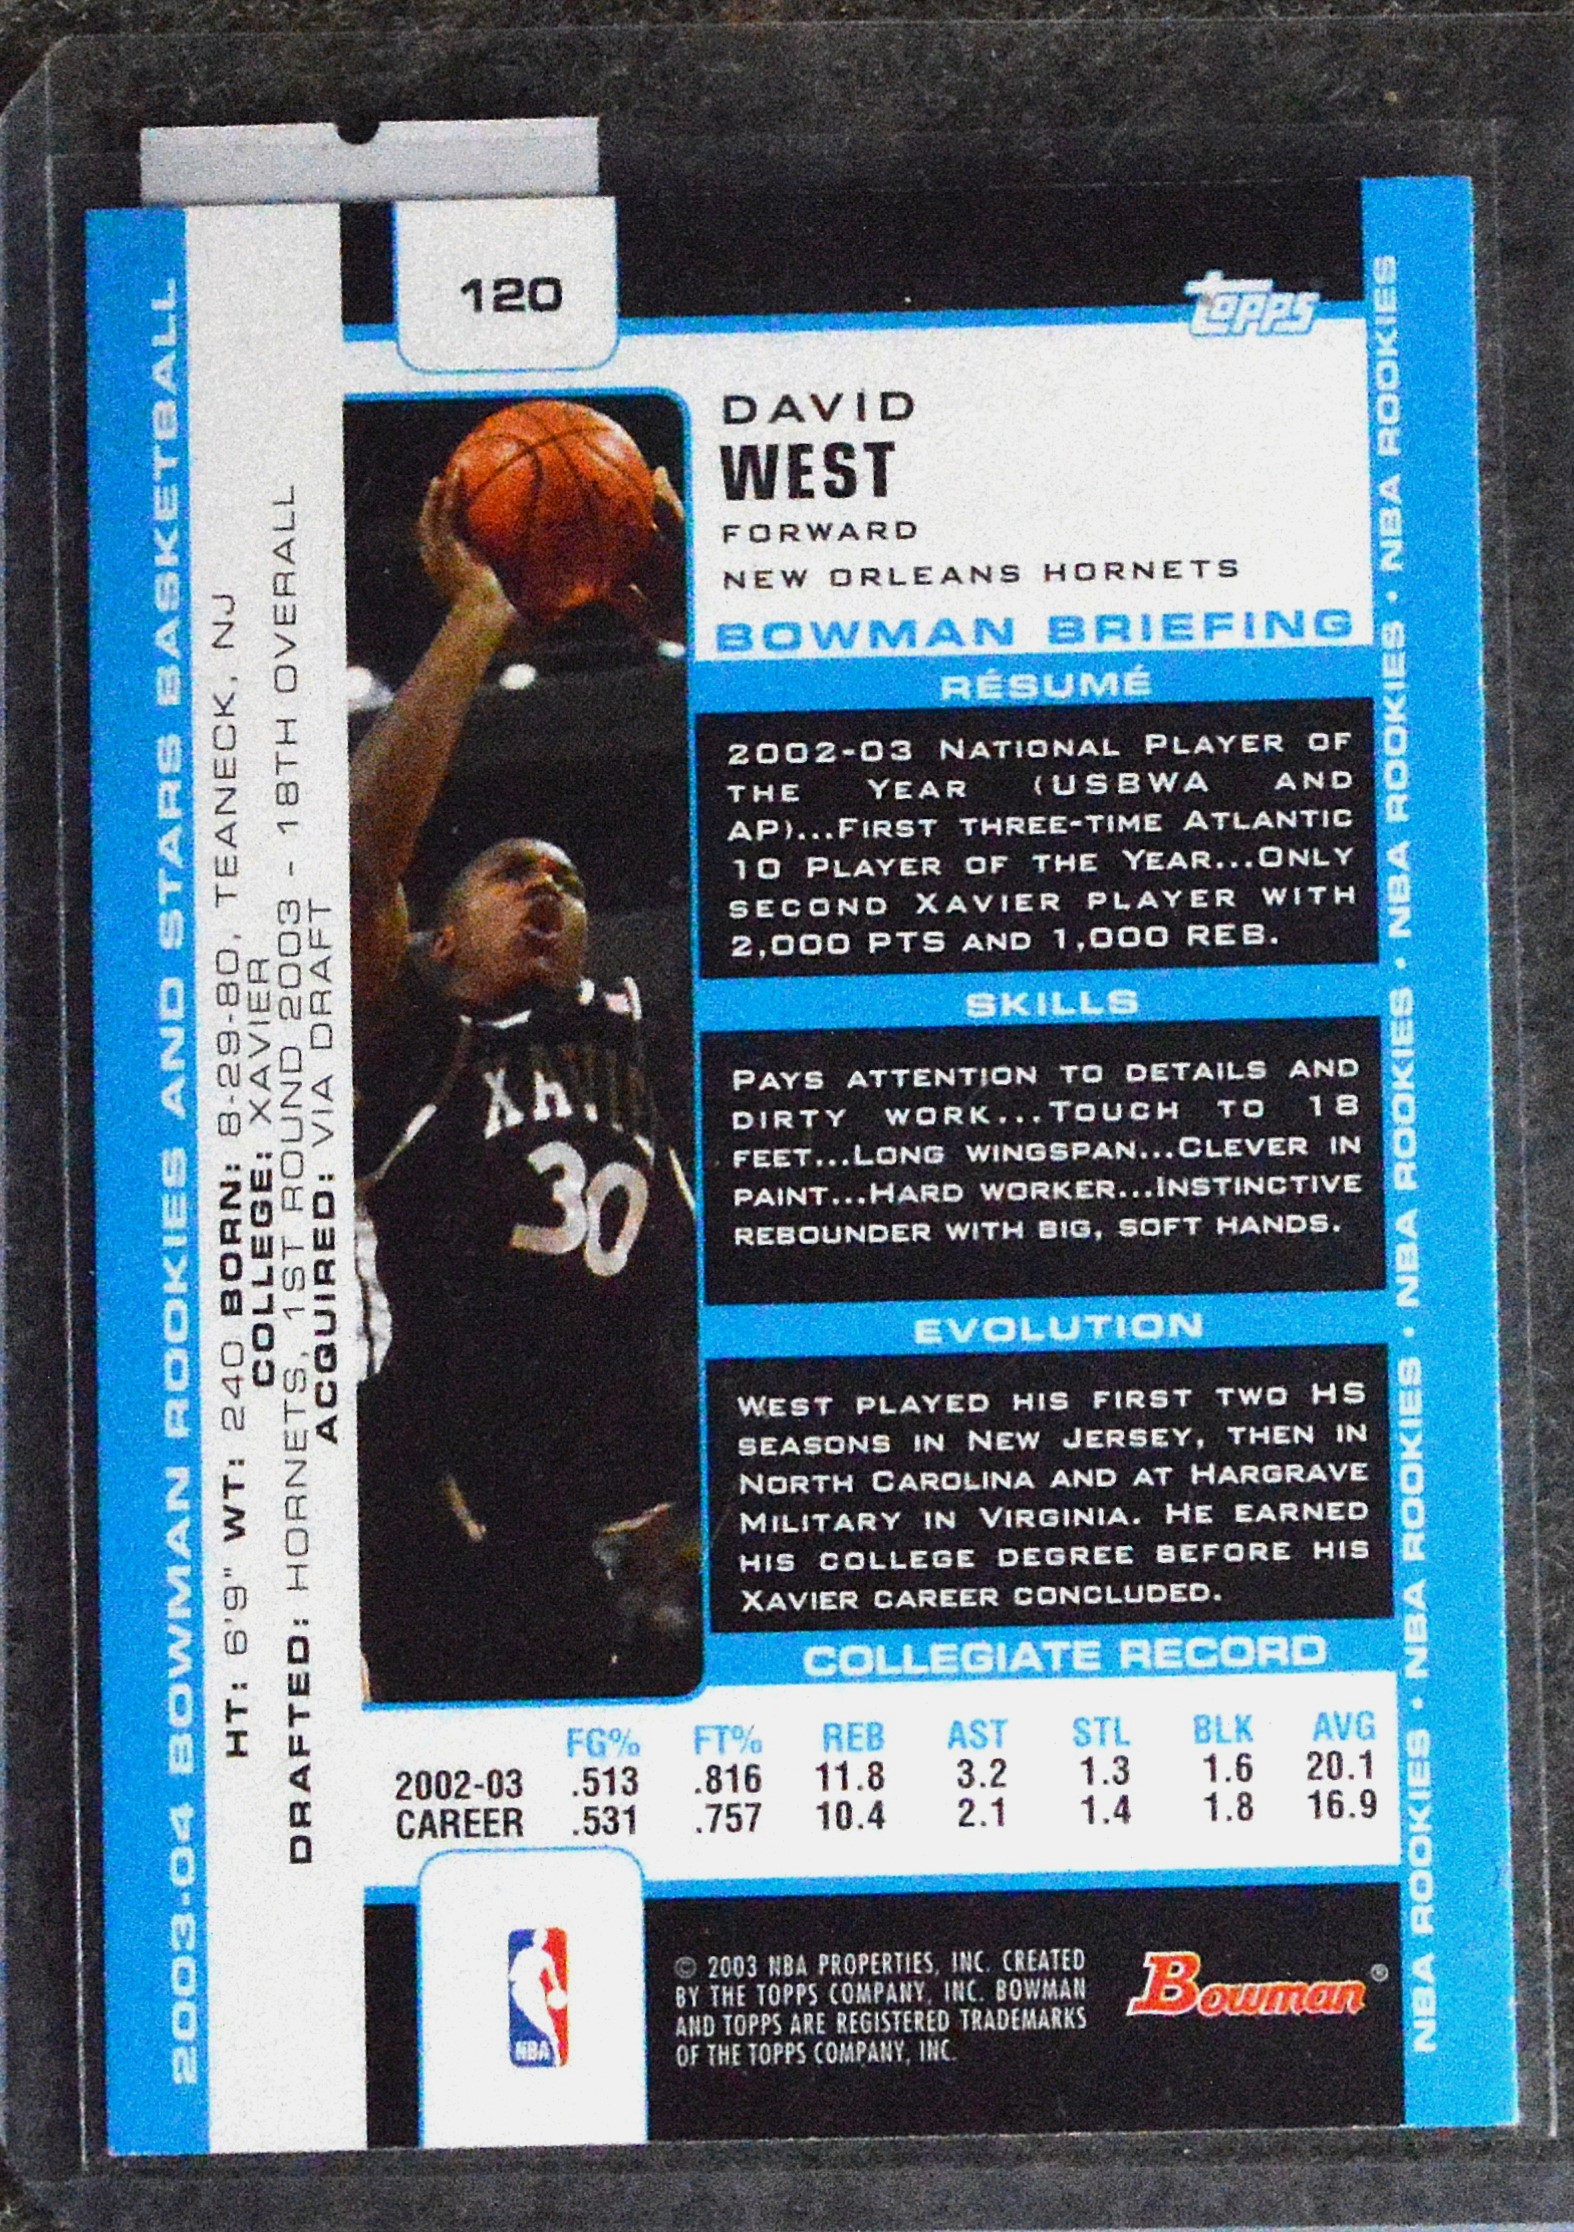 120
topps
DAVID
WEST
FORWARD
NEW ORLEANS HORNETS
BOWMAN BRIEFING
RÉSUMÉ
2002-03 NATIONAL PLAYER OF
THE YEAR (USBWA AND
AP)...FIRST THREE-TIME ATLANTIC
10 PLAYER OF THE YEAR...ONLY
SECOND XAVIER PLAYER WITH
2,000 PTS AND 1,000 REB.
SKILLS
PAYS ATTENTION TO DETAILS AND
DIRTY WORK...TOUCH TO 18
FEET...LONG WINGSPAN...CLEVER IN
PAINT...HARD WORKER...INSTINCTIVE
REBOUNDER WITH BIG, SOFT HANDS.
EVOLUTION
WEST PLAYED HIS FIRST TWO HS
SEASONS IN NEW JERSEY, THEN IN
NORTH CAROLINA AND AT HARGRAVE
MILITARY IN VIRGINIA. HE EARNED
HIS COLLEGE DEGREE BEFORE HIS
XAVIER CAREER CONCLUDED.
COLLEGIATE RECORD
FG% FT% REB AST STL BLK AVG
2002-03 .513 .816 11.8 3.2 1.3 1.6 20.1
CAREER .531 .757 10.4 2.1 1.4 1.8 16.9
NBA
© 2003 NBA PROPERTIES, INC. CREATED
BY THE TOPPS COMPANY, INC. BOWMAN
AND TOPPS ARE REGISTERED TRADEMARKS
OF THE TOPPS COMPANY, INC.
Bowman®
2003-04 BOWMAN ROOKIES AND STARS BASKETBALL
HT: 6'9" WT: 240 BORN: 8-29-80, TEANECK, NJ
COLLEGE: XAVIER
DRAFTED: HORNETS, 1ST ROUND 2003 - 18TH OVERALL
ACQUIRED: VIA DRAFT
30
NBA ROOKIES • NBA ROOKIES • NBA ROOKIES • NBA ROOKIES • NBA ROOKIES • NBA ROOKIES